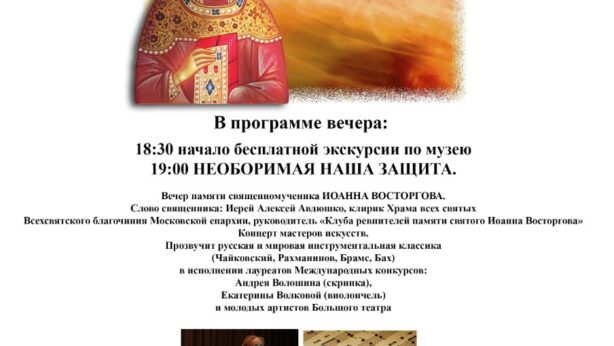 В программе вечера:
18:30 начало бесплатной экскурсии по музею
19:00 НЕОБОРИМАЯ НАША ЗАЩИТА.
Вечер памяти священномученика ИОАННА ВОСТОРГОВА.
Слово священника: Иерей Алексей Авдюшко, клирик Храма всех святых
Всехсвятского благочиния Московской епархии, руководитель «Клуба ревнителей памяти святого Иоанна Восторгова»
Концерт мастеров искусств.
Прозвучит русская и мировая инструментальная классика
(Чайковский, Рахманинов, Брамс, Бах)
в исполнении лауреатов Международных конкурсов:
Андрея Волошина (скрипка),
Екатерины Волковой (виолончель)
и молодых артистов Большого театра